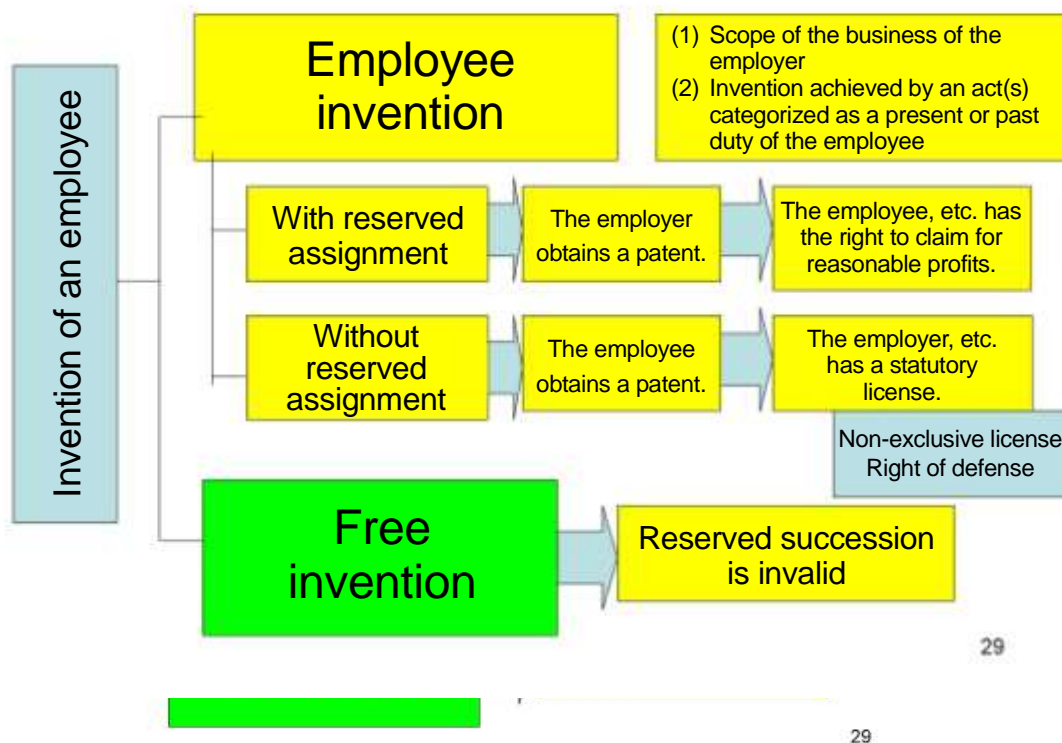 Invention of an employee
Employee
invention
(1) Scope of the business of the
employer
(2) Invention achieved by an act(s)
categorized as a present or past
duty of the employee
With reserved
assignment
The employer
obtains a patent.
The employee, etc. has
the right to claim for
reasonable profits.
Without
reserved
assignment
The employee
obtains a patent.
The employer, etc.
has a statutory
license.
Non-exclusive license
Right of defense
Free
invention
Reserved succession
is invalid
29
29